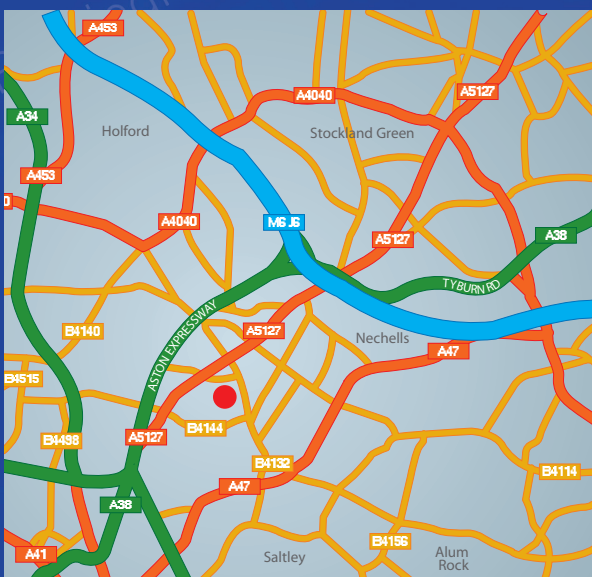 A453
A34
A4040
A5127
Holford
Stockland Green
A453
A4040
M6 J6
A5127
A38
TYBURN RD
B4140
ASTON EXPRESSWAY
A5127
Nechells
A47
B4515
B4144
A5127
B4498
B4132
B4114
A47
A38
B4156
A41
Saltley
Alum
Rock